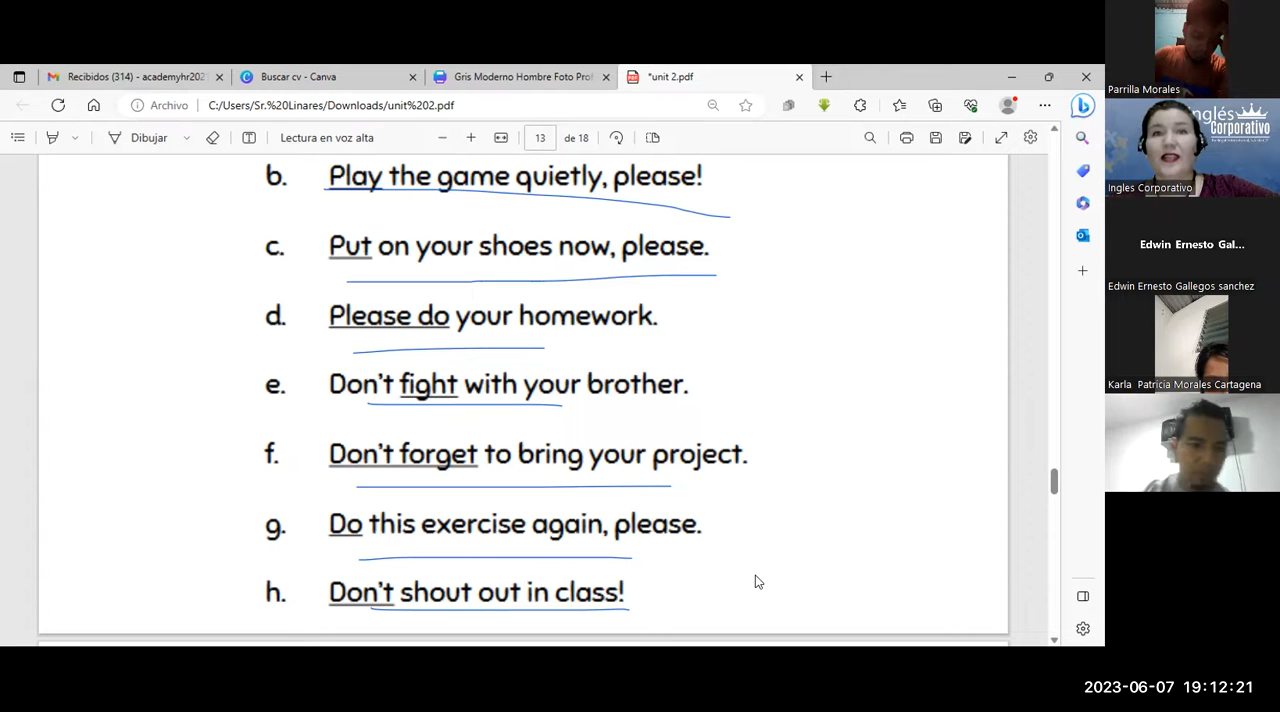 Recibidos (314) - academyhr202
Buscar cv - Canva
Gris Moderno Hombre Foto Prof
*unit 2.pdf
Archivo
C:/Users/Sr.%20Linares/Downloads/unit%202.pdf
Dibujar
Lectura en voz alta
13
de 18
b. Play the game quietly, please!
c. Put on your shoes now, please.
d. Please do your homework.
e. Don't fight with your brother.
f. Don't forget to bring your project.
g. Do this exercise again, please.
h. Don't shout out in class!
Parrilla Morales
Inglés
Corporativo
Ingles Corporativo
Edwin Ernesto Gal...
Edwin Ernesto Gallegos sanchez
Karla Patricia Morales Cartagena
2023-06-07 19:12:21